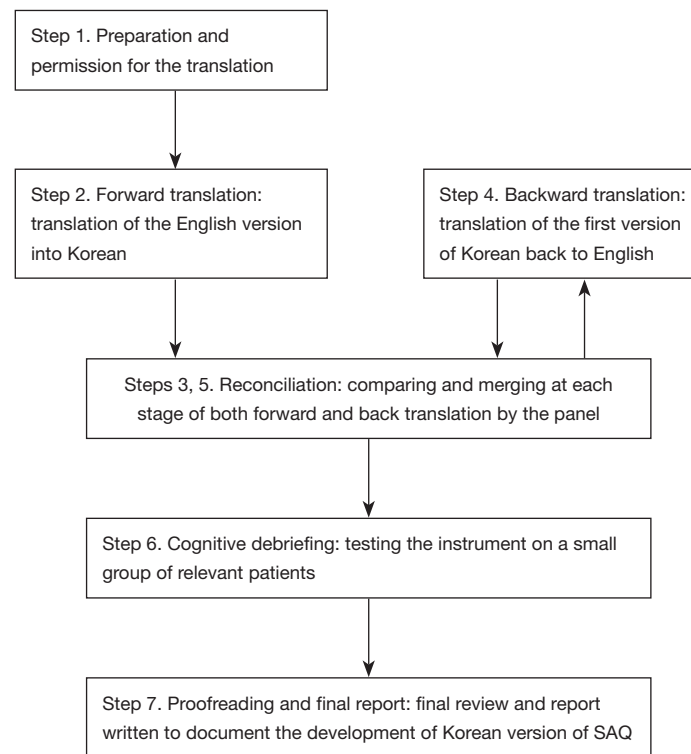 Step 1. Preparation and
permission for the translation
Step 2. Forward translation:
translation of the English version
into Korean
Step 4. Backward translation:
translation of the first version
of Korean back to English
Steps 3, 5. Reconciliation: comparing and merging at each
stage of both forward and back translation by the panel
Step 6. Cognitive debriefing: testing the instrument on a small
group of relevant patients
Step 7. Proofreading and final report: final review and report
written to document the development of Korean version of SAQ